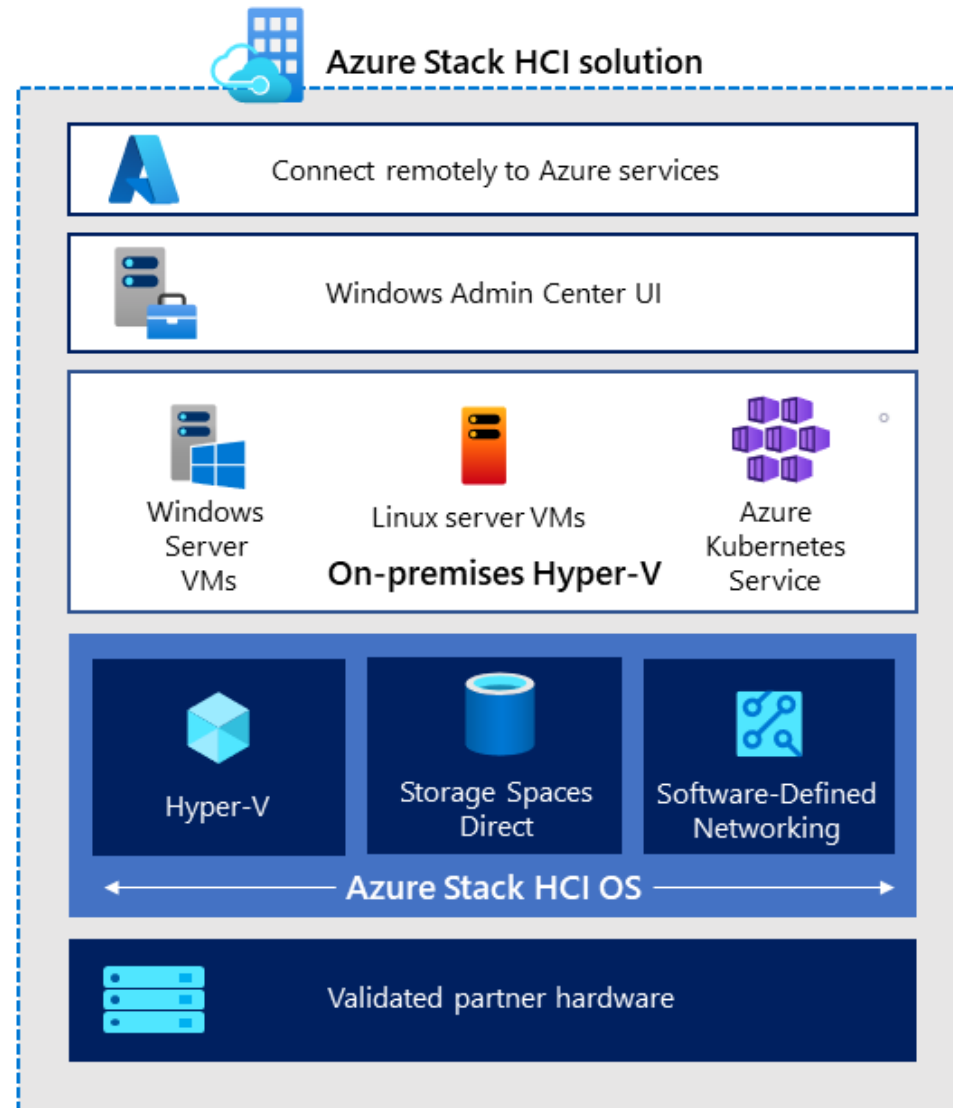 Azure Stack HCI solution
Connect remotely to Azure services
Windows Admin Center UI
Windows
Server
VMs
Linux server VMs
Azure
Kubernetes
Service
On-premises Hyper-V
Hyper-V
Storage Spaces
Direct
Software-Defined
Networking
Azure Stack HCI OS
Validated partner hardware